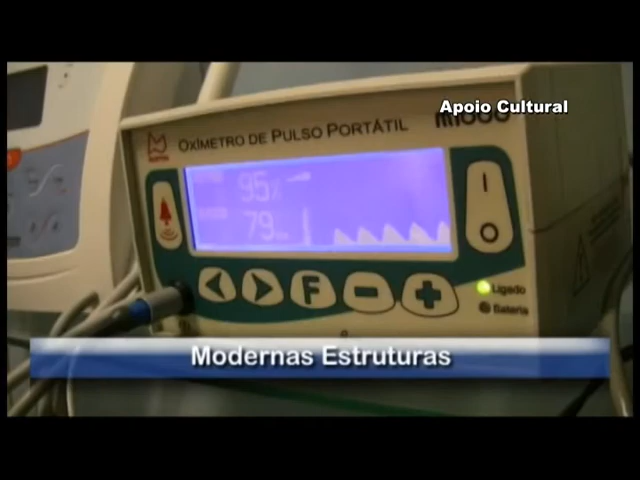 Apoio Cultural
OXÍMETRO DE PULSO PORTÁTIL
95%
79
F
Ligado
Bateria
Modernas Estruturas